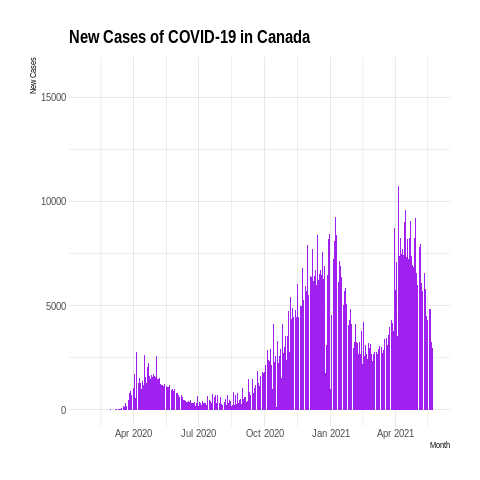 New Cases of COVID-19 in Canada
New Cases
15000
10000
5000
0
Apr 2020 Jul 2020 Oct 2020 Jan 2021 Apr 2021
Month